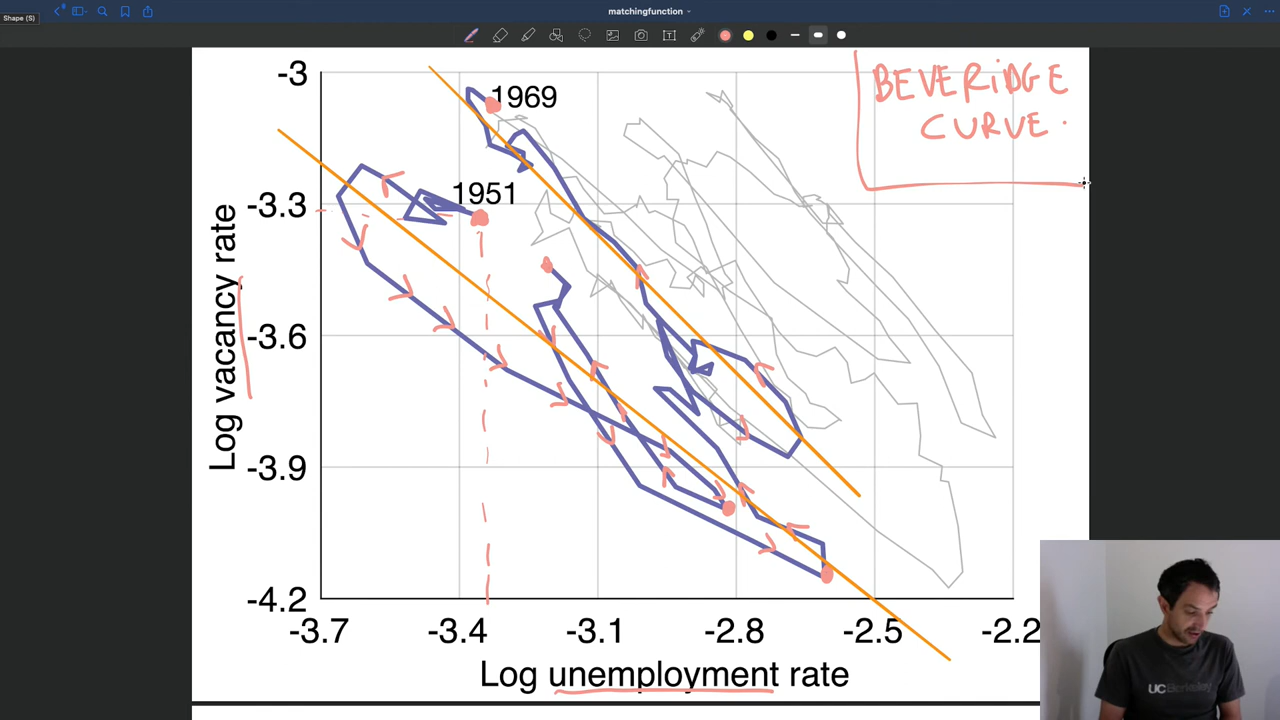 Shape (S)
matchingfunction
BEVERIDGE
CURVE
-3
-3.3
-3.6
-3.9
-4.2
1969
1951
Log vacancy rate
-3.7 -3.4 -3.1 -2.8 -2.5 -2.2
Log unemployment rate
UC Berkeley